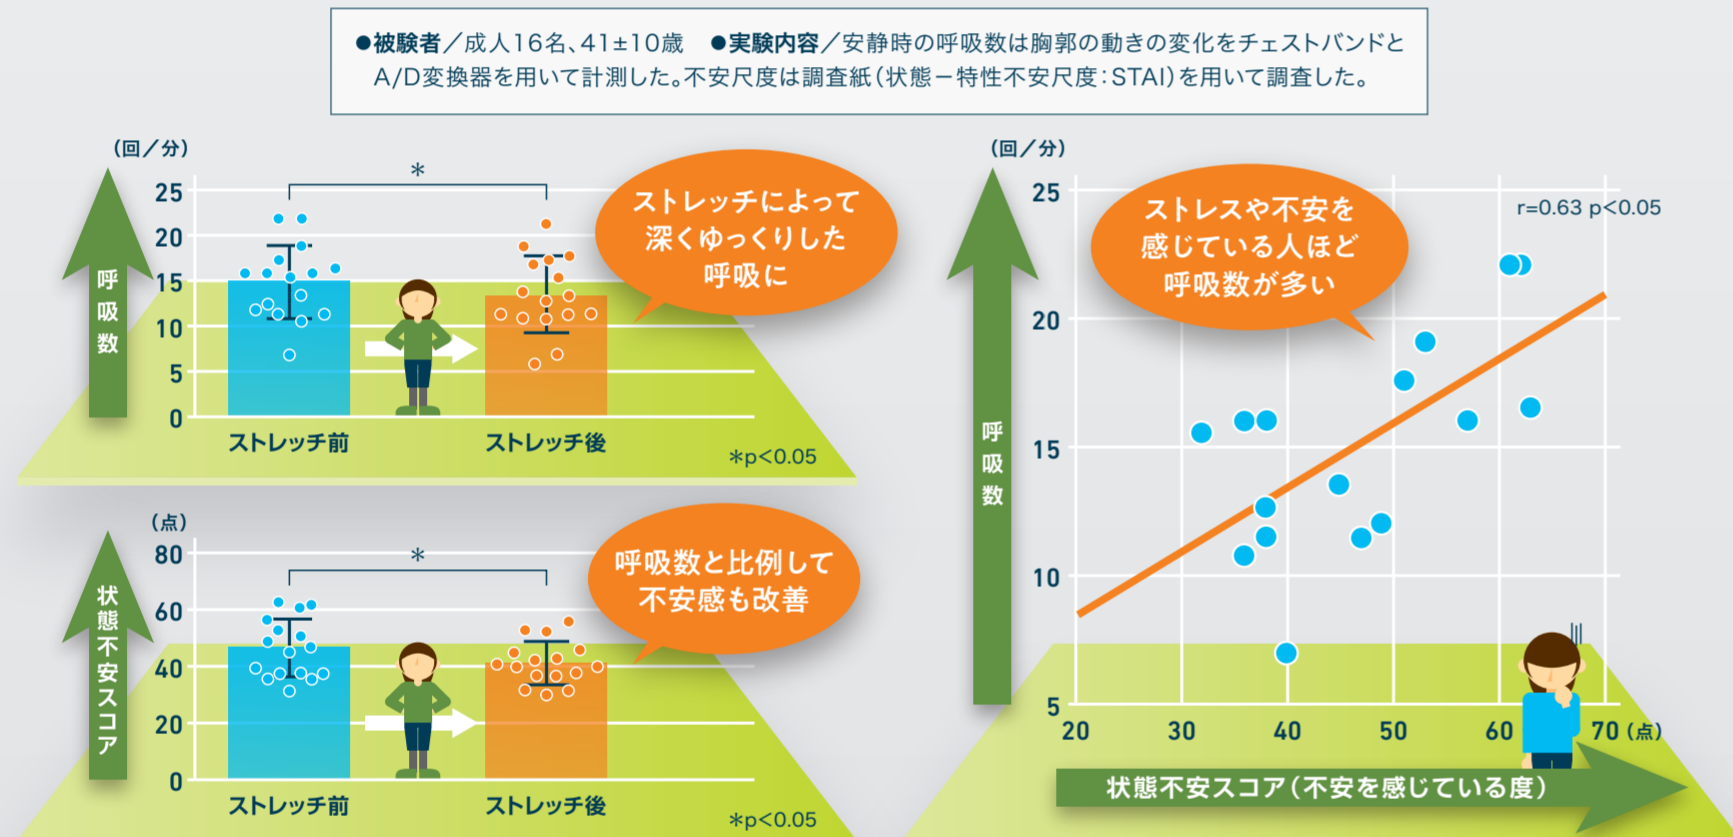 ●被験者／成人16名、41±10歳　●実験内容／安静時の呼吸数は胸郭の動きの変化をチェストバンドと
A/D変換器を用いて計測した。不安尺度は調査紙（状態－特性不安尺度：STAI）を用いて調査した。
（回／分）
呼吸数
25
20
15
10
5
0
＊
ストレッチ前
ストレッチ後
＊p<0.05
ストレッチによって
深くゆっくりした
呼吸に
（点）
状態不安スコア
80
60
40
20
0
＊
ストレッチ前
ストレッチ後
＊p<0.05
呼吸数と比例して
不安感も改善
（回／分）
呼吸数
25
20
15
10
5
ストレスや不安を
感じている人ほど
呼吸数が多い
r=0.63 p<0.05
20 30 40 50 60 70（点）
状態不安スコア（不安を感じている度）